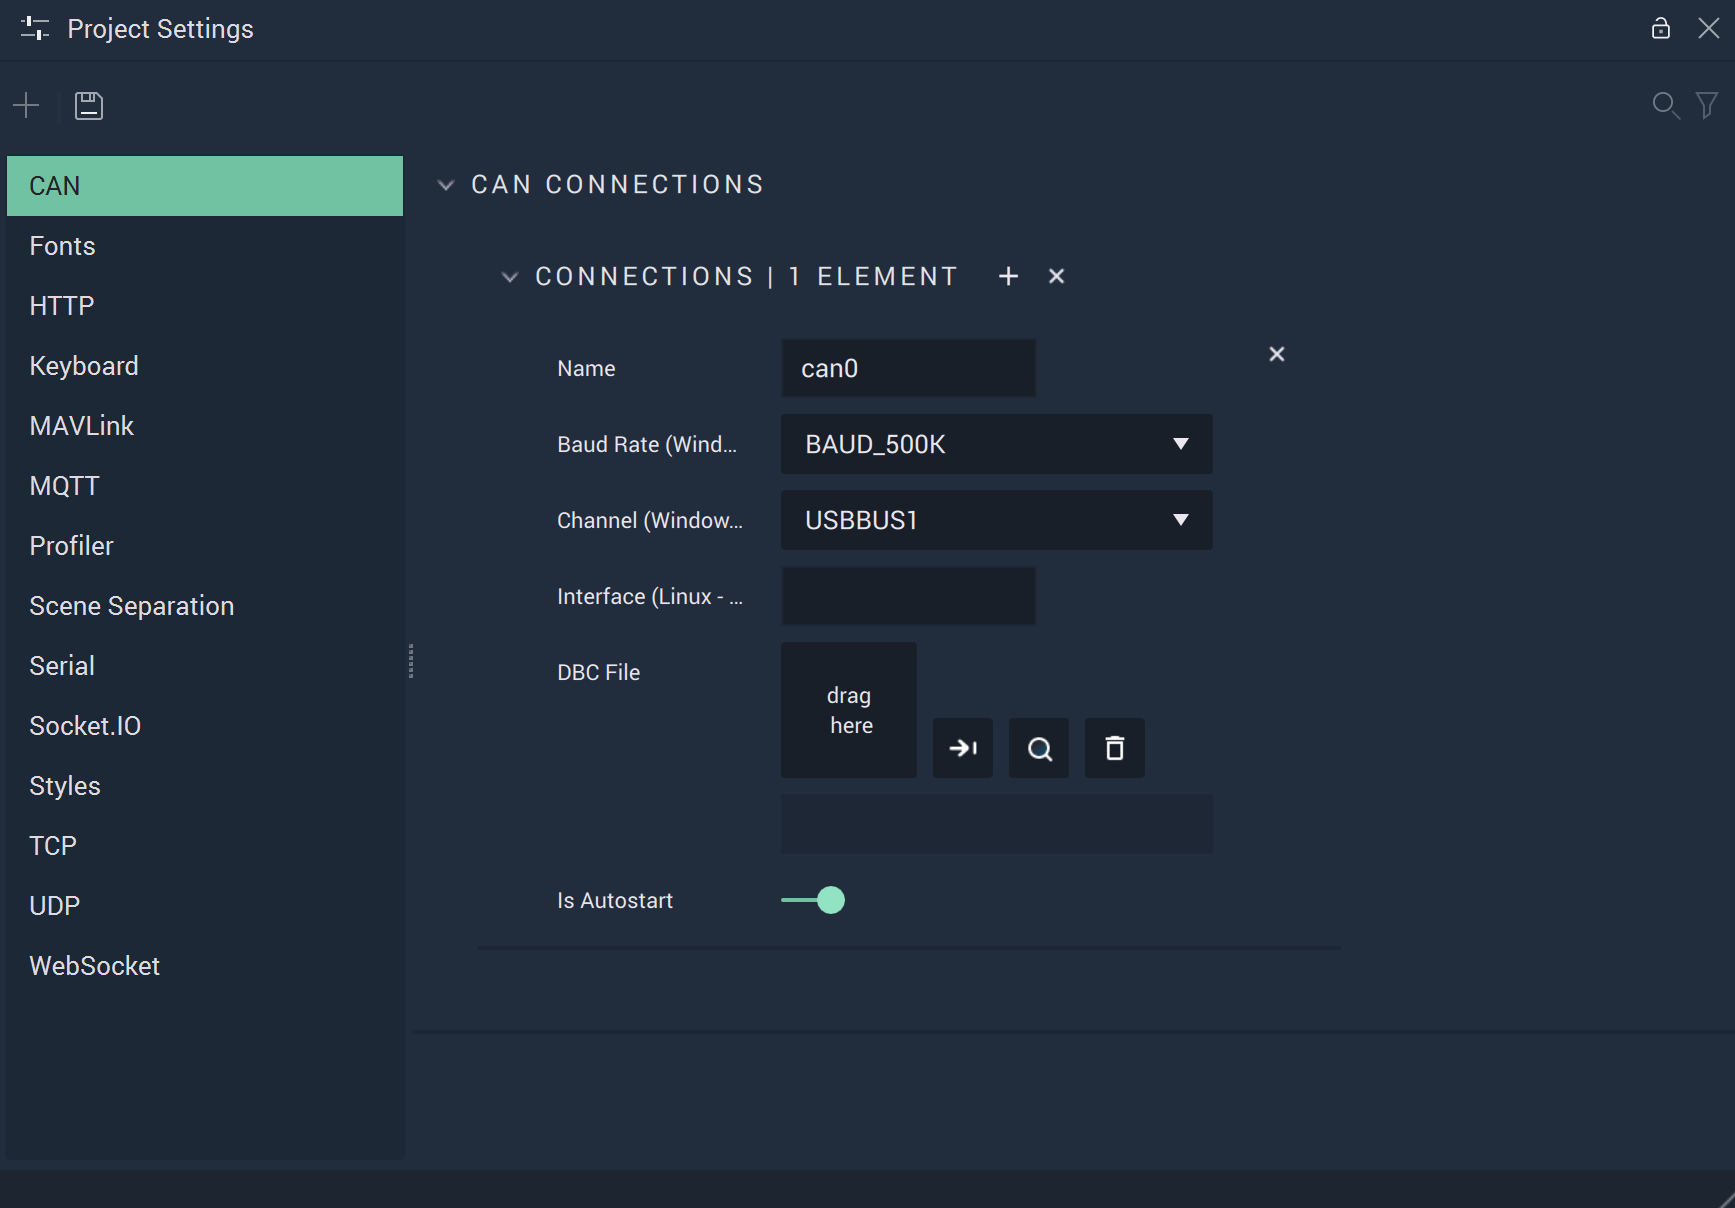 Project Settings
CAN
Fonts
HTTP
Keyboard
MAVLink
MQTT
Profiler
Scene Separation
Serial
Socket.IO
Styles
TCP
UDP
WebSocket
CAN CONNECTIONS
CONNECTIONS | 1 ELEMENT
Name
can0
Baud Rate (Wind...
BAUD_500K
Channel (Window...
USBBUS1
Interface (Linux - ...
DBC File
drag
here
Is Autostart